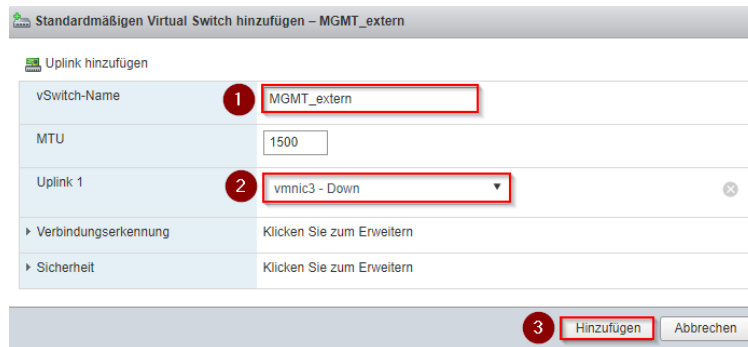 Standardmäßigen Virtual Switch hinzufügen – MGMT_extern
Uplink hinzufügen
vSwitch-Name 1 MGMT_extern
MTU 1500
Uplink 1 2 vmnic3 - Down
Verbindungserkennung Klicken Sie zum Erweitern
Sicherheit Klicken Sie zum Erweitern
3 Hinzufügen Abbrechen